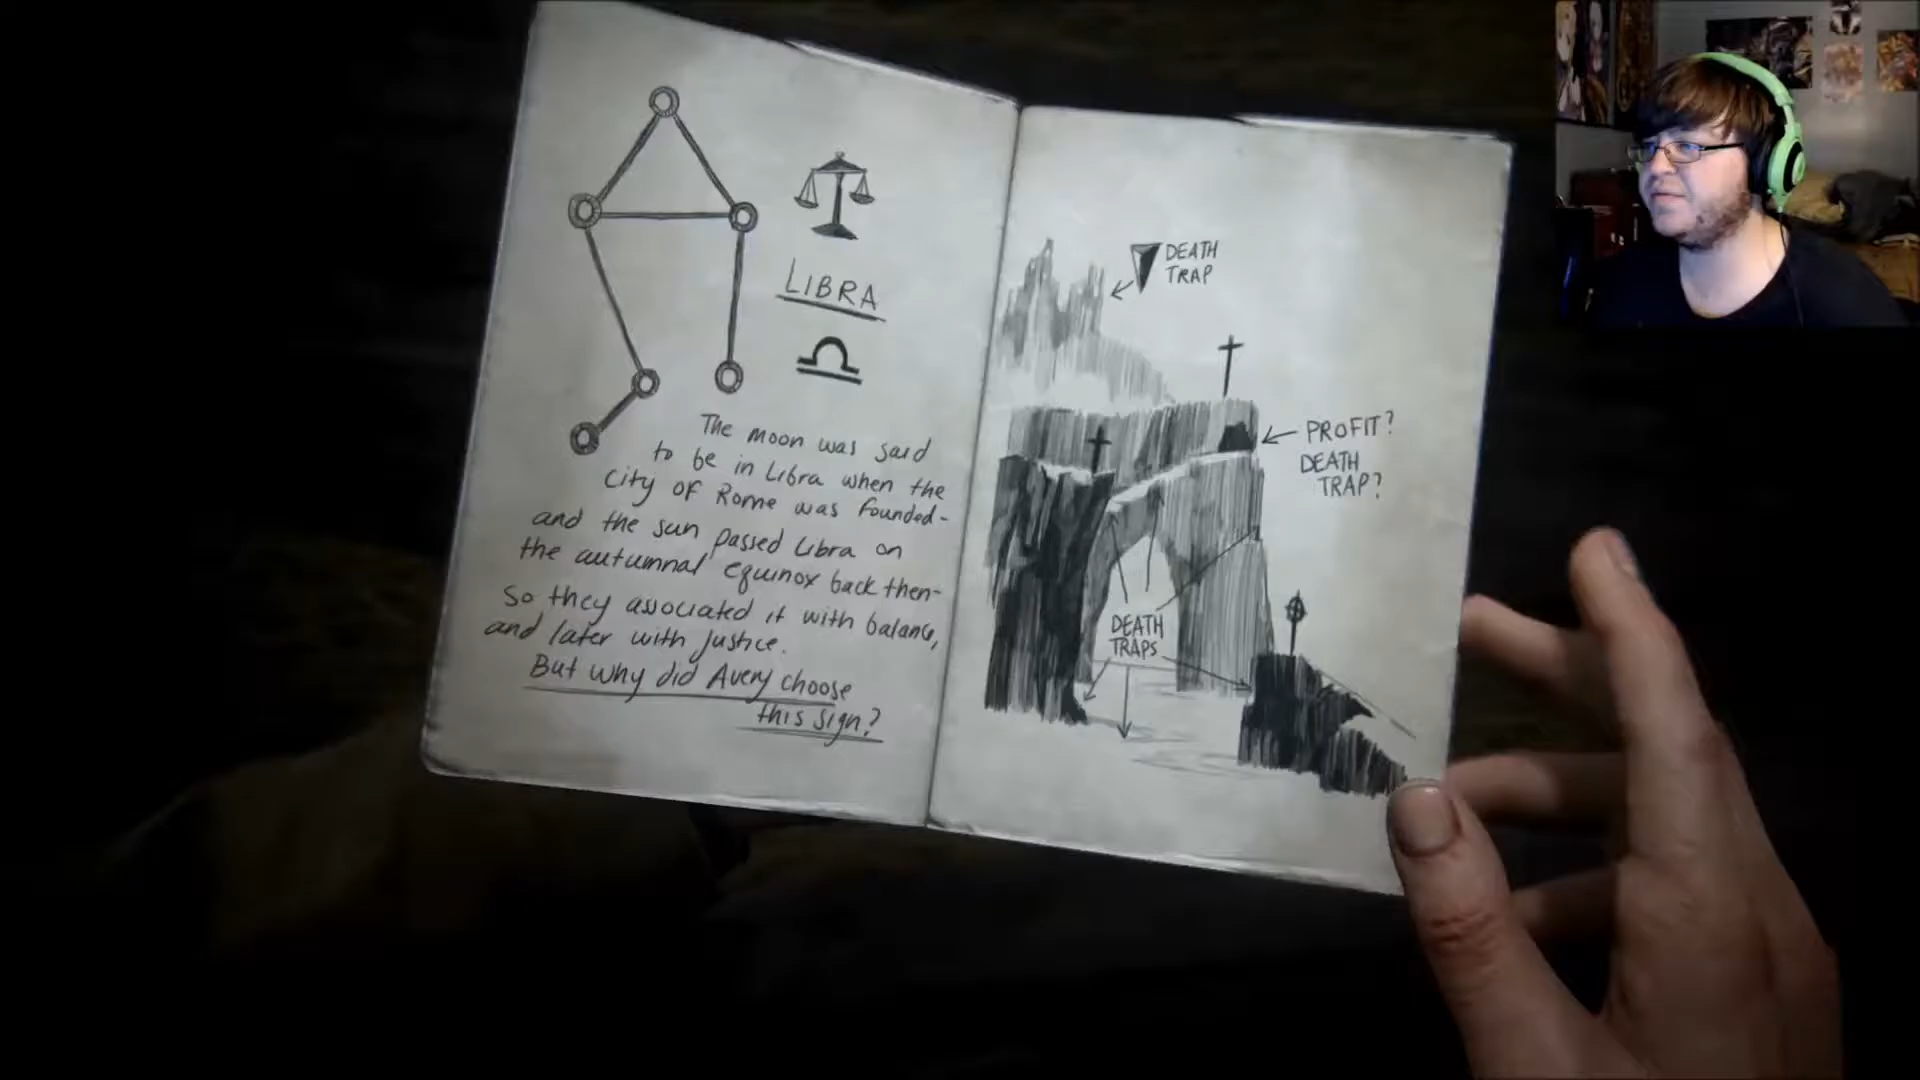 LIBRA
The moon was said
to be in Libra when the
city of Rome was founded-
and the sun passed Libra on
the autumnal equinox back then-
So they associated it with balance,
and later with justice.
But why did Avery choose
this sign?
DEATH
TRAP
PROFIT?
DEATH
TRAP?
DEATH
TRAPS